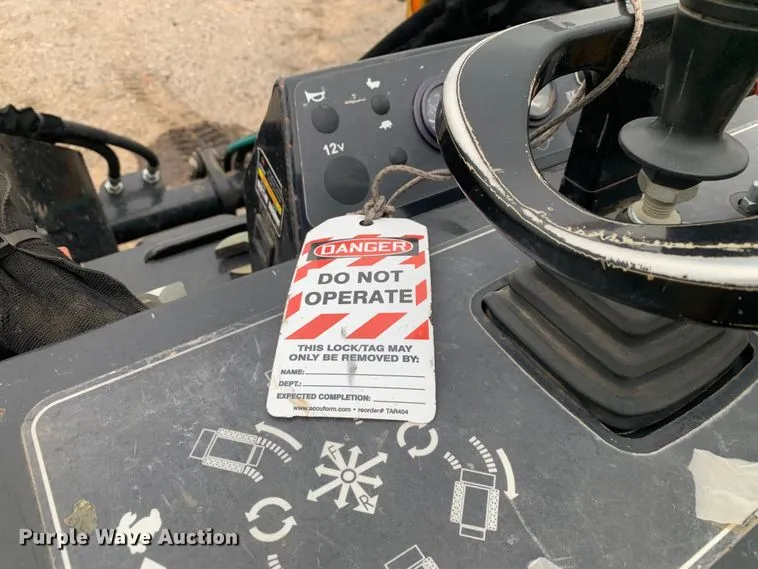 12v
DANGER
DO NOT
OPERATE
THIS LOCK/TAG MAY
ONLY BE REMOVED BY:
NAME:
DEPT.:
EXPECTED COMPLETION:
www.accuform.com • reorder# TAR404
F
R
Purple Wave Auction